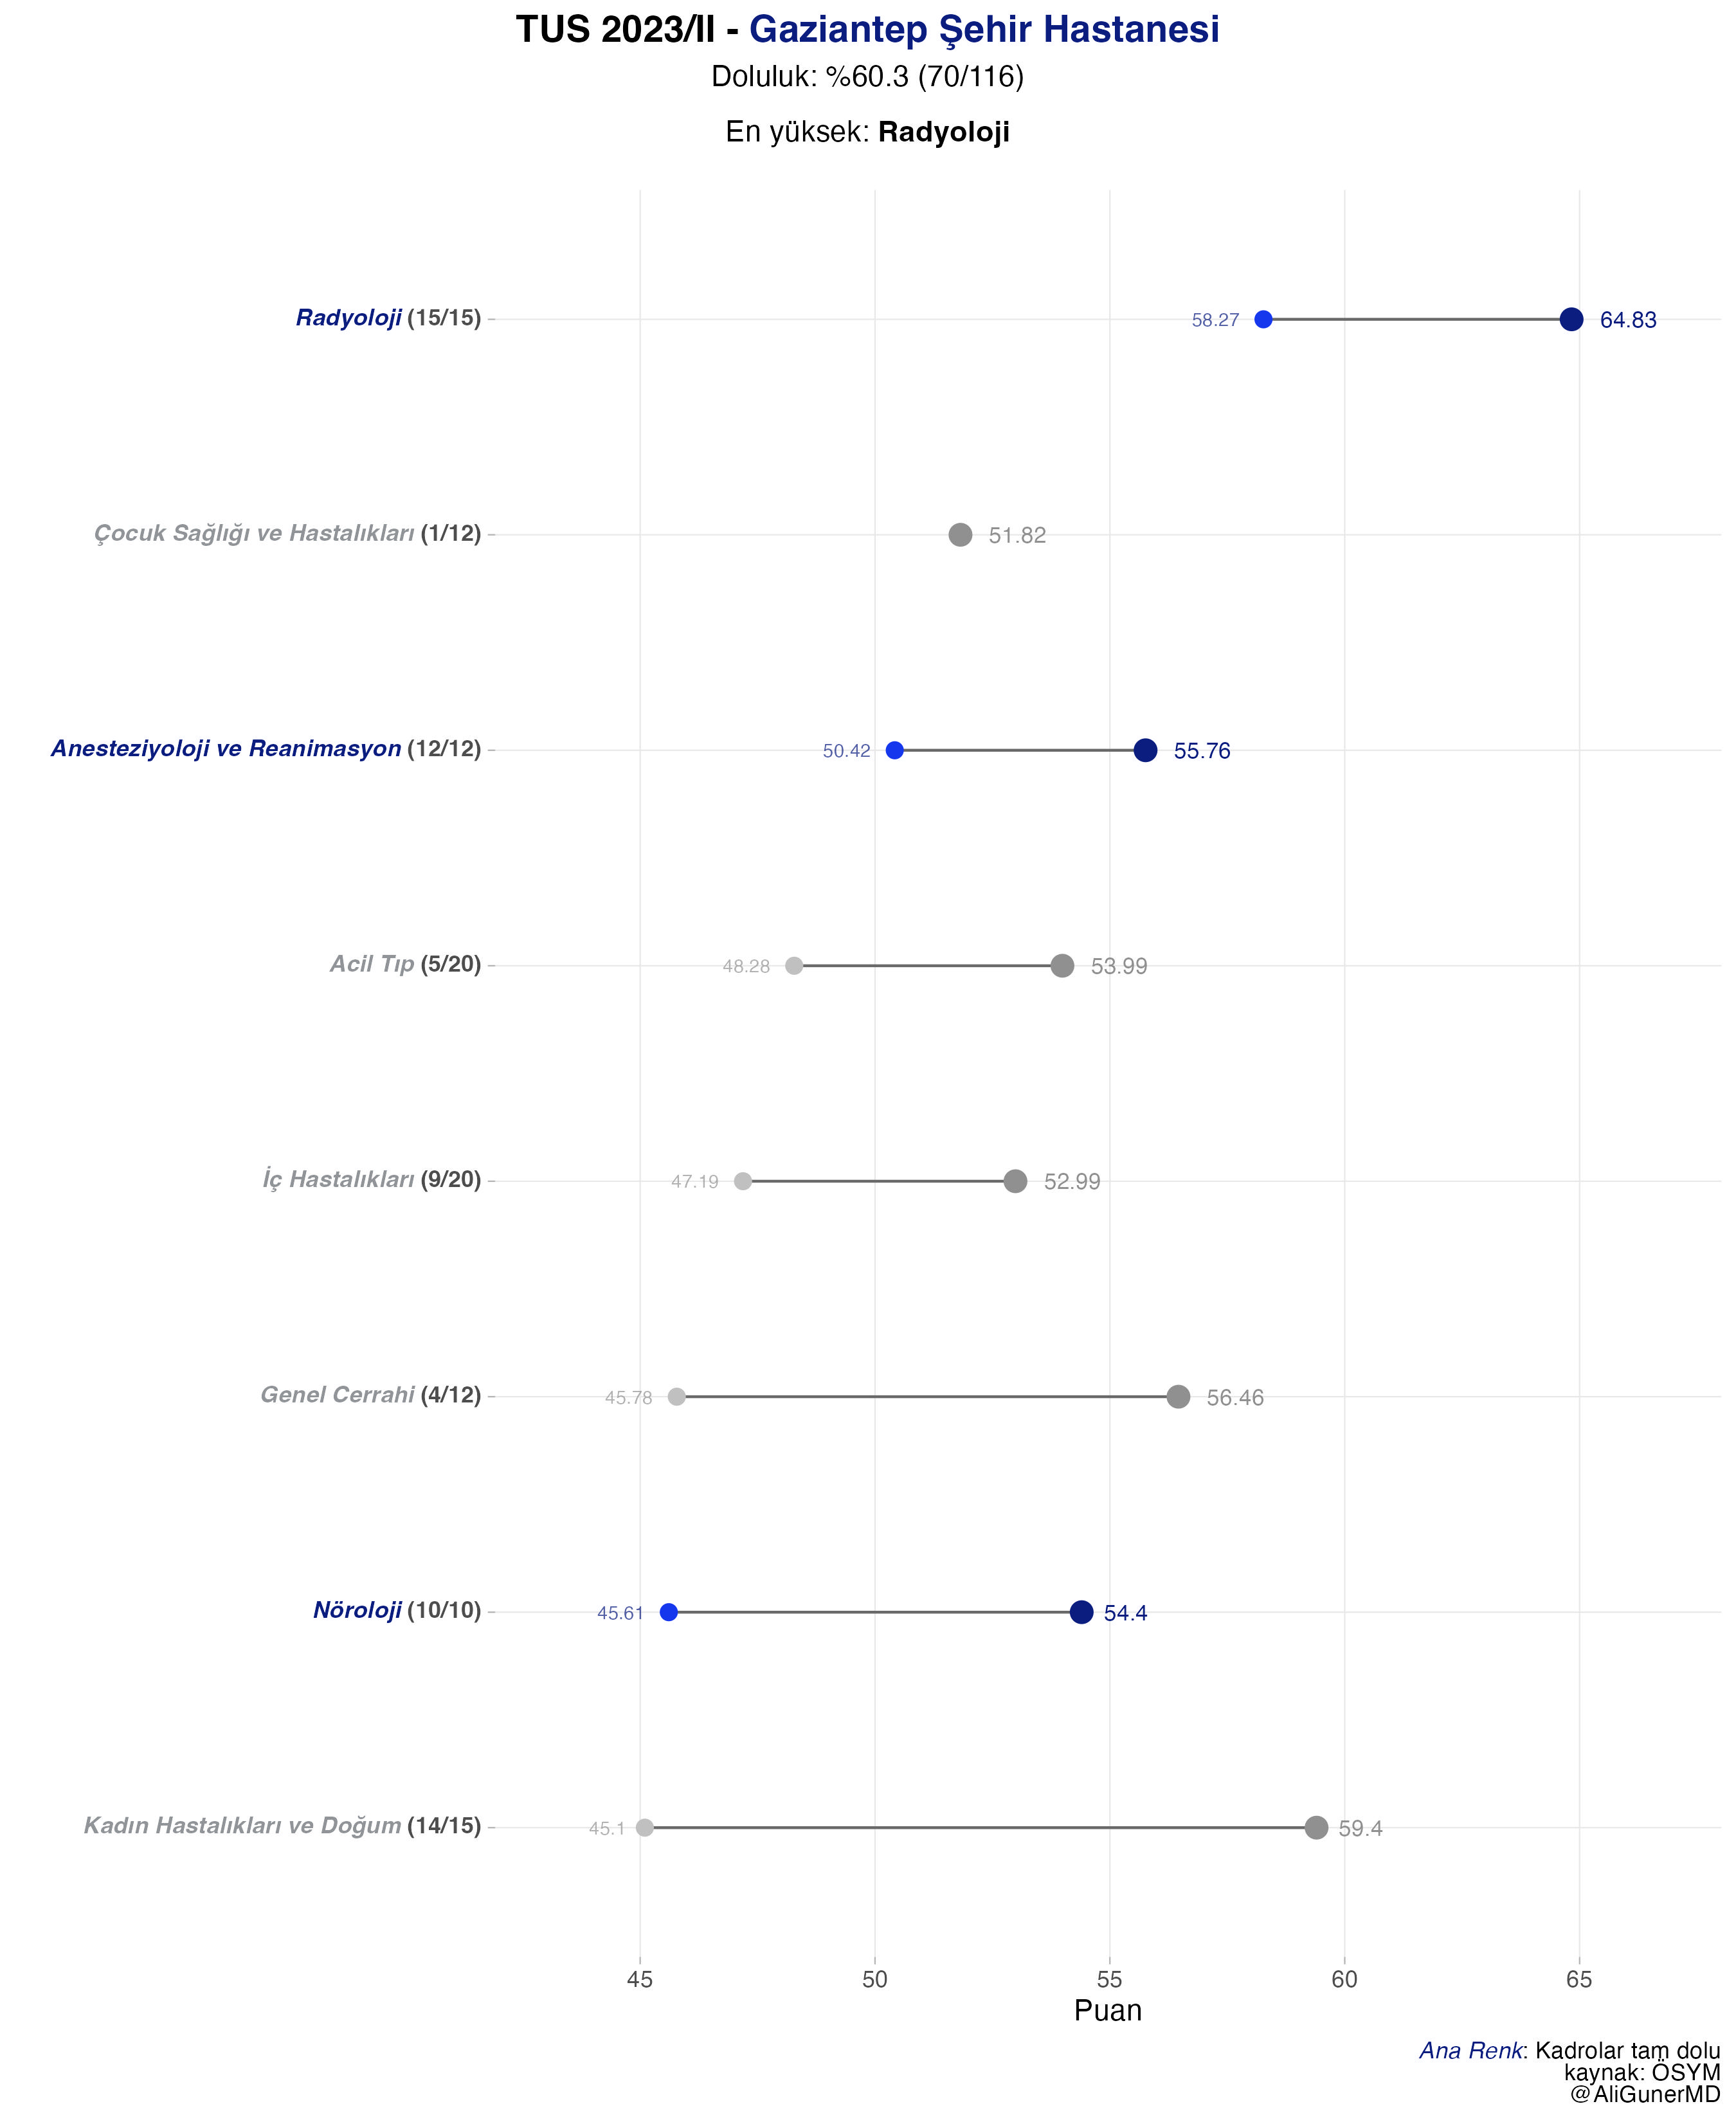 TUS 2023/II - Gaziantep Şehir Hastanesi
Doluluk: %60.3 (70/116)
En yüksek: Radyoloji
Radyoloji (15/15) 58.27 64.83
Çocuk Sağlığı ve Hastalıkları (1/12) 51.82
Anesteziyoloji ve Reanimasyon (12/12) 50.42 55.76
Acil Tıp (5/20) 48.28 53.99
İç Hastalıkları (9/20) 47.19 52.99
Genel Cerrahi (4/12) 45.78 56.46
Nöroloji (10/10) 45.61 54.4
Kadın Hastalıkları ve Doğum (14/15) 45.1 59.4
45 50 55 60 65
Puan
Ana Renk: Kadrolar tam dolu
kaynak: ÖSYM
@AliGunerMD